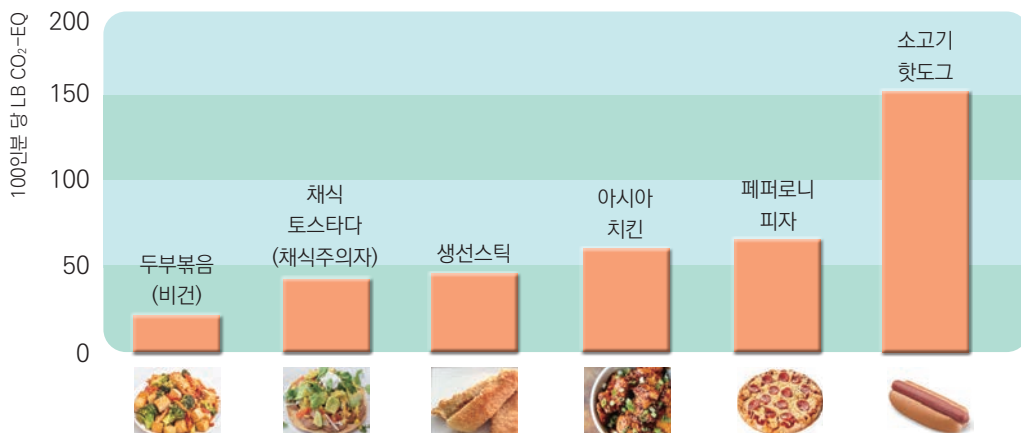 100인분 당 LB CO₂-EQ
200
150
100
50
0
두부볶음
(비건)
채식
토스타다
(채식주의자)
생선스틱
아시아
치킨
페퍼로니
피자
소고기
핫도그